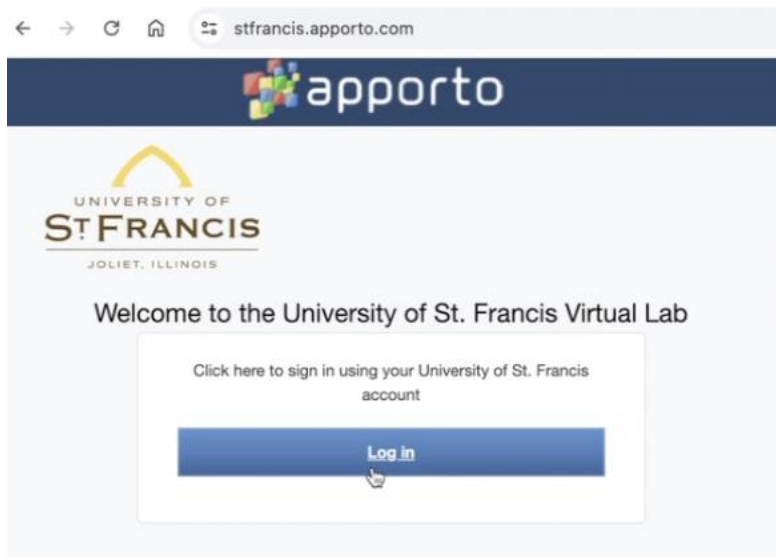 stfrancis.apporto.com
apporto
UNIVERSITY OF
ST FRANCIS
JOLIET, ILLINOIS
Welcome to the University of St. Francis Virtual Lab
Click here to sign in using your University of St. Francis
account
Log in